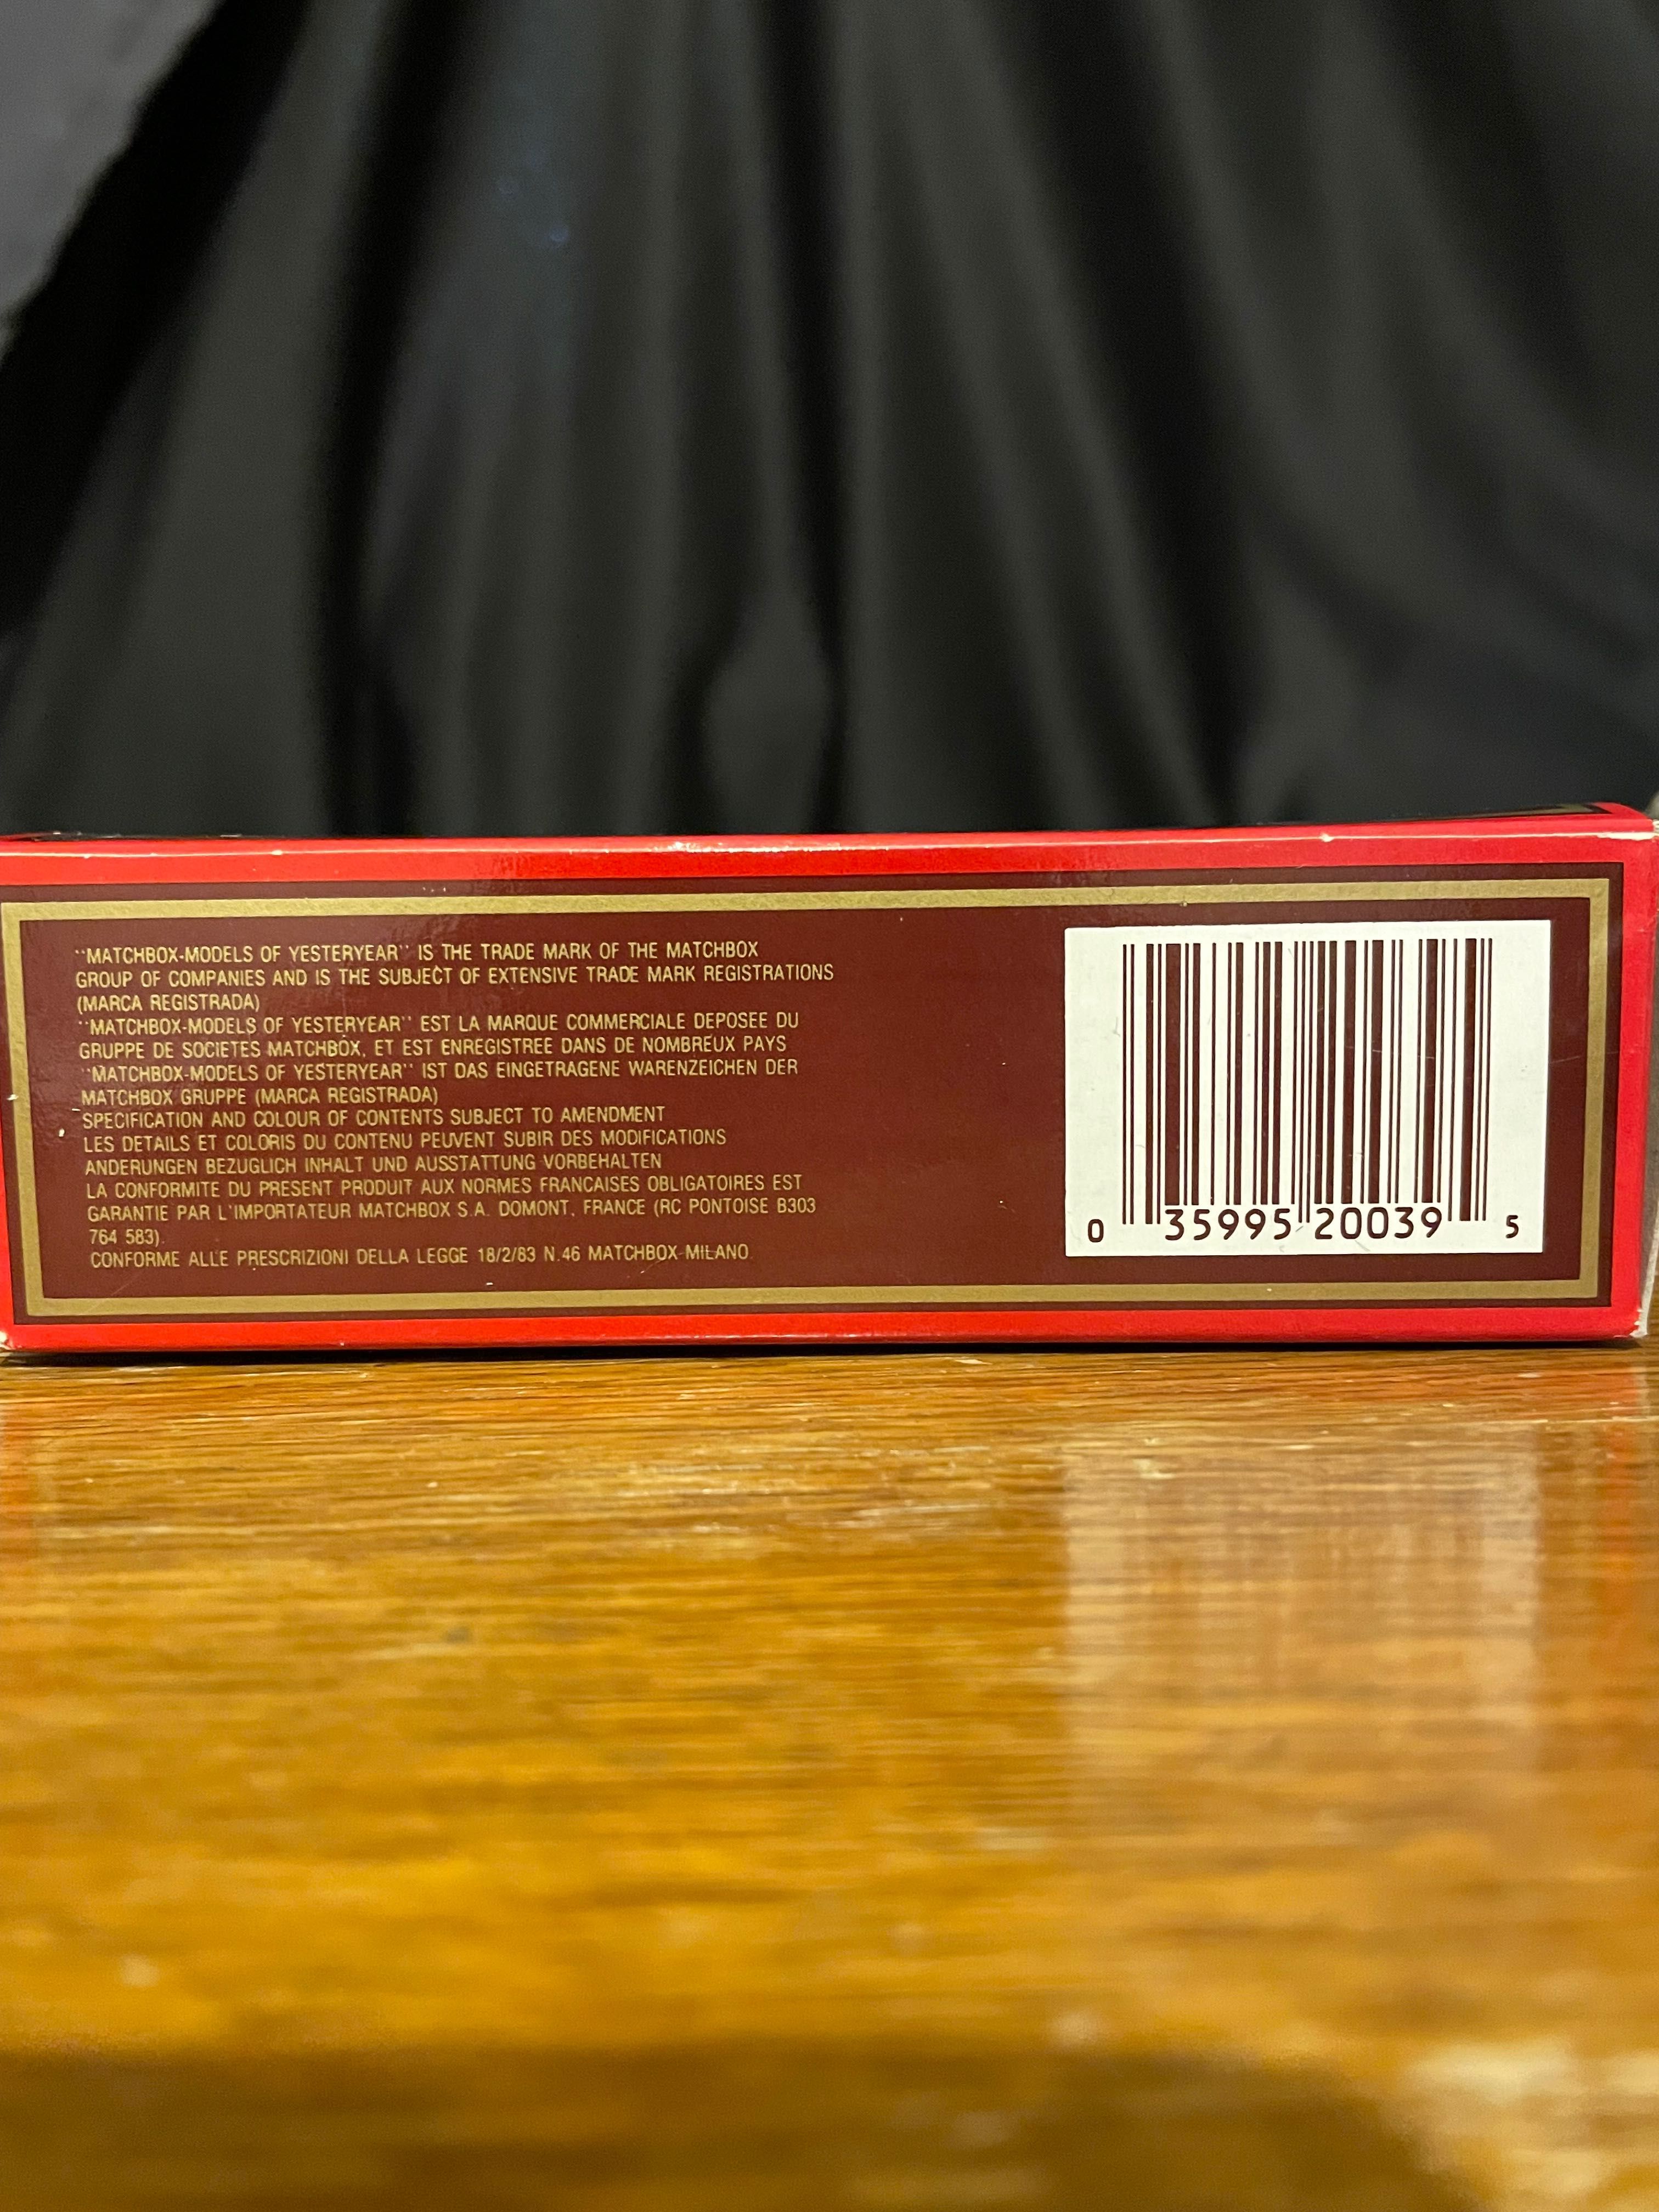 "MATCHBOX-MODELS OF YESTERYEAR" IS THE TRADE MARK OF THE MATCHBOX
GROUP OF COMPANIES AND IS THE SUBJECT OF EXTENSIVE TRADE MARK REGISTRATIONS
(MARCA REGISTRADA)
"MATCHBOX-MODELS OF YESTERYEAR" EST LA MARQUE COMMERCIALE DEPOSEE DU
GRUPPE DE SOCIETES MATCHBOX, ET EST ENREGISTREE DANS DE NOMBREUX PAYS
"MATCHBOX-MODELS OF YESTERYEAR" IST DAS EINGETRAGENE WARENZEICHEN DER
MATCHBOX GRUPPE (MARCA REGISTRADA)
SPECIFICATION AND COLOUR OF CONTENTS SUBJECT TO AMENDMENT
LES DETAILS ET COLORIS DU CONTENU PEUVENT SUBIR DES MODIFICATIONS
ANDERUNGEN BEZUGLICH INHALT UND AUSSTATTUNG VORBEHALTEN
LA CONFORMITE DU PRESENT PRODUIT AUX NORMES FRANCAISES OBLIGATOIRES EST
GARANTIE PAR L'IMPORTATEUR MATCHBOX S.A. DOMONT, FRANCE (RC PONTOISE B303
764 583).
CONFORME ALLE PRESCRIZIONI DELLA LEGGE 18/2/83 N.46 MATCHBOX-MILANO.
0 35995 20039 5